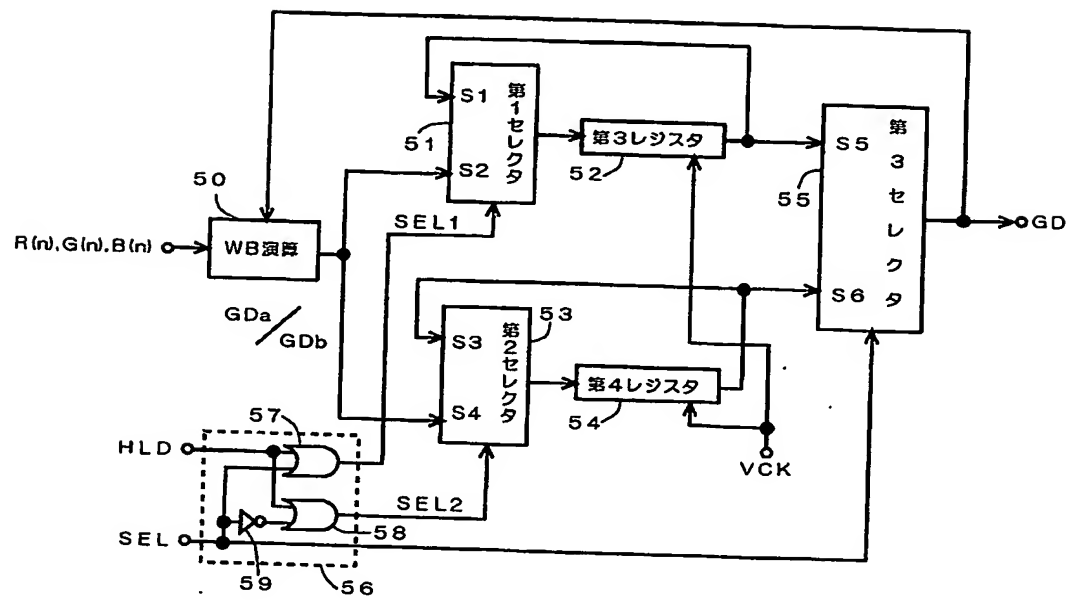 50
R(n).G(n).B(n)
WB演算
GDa
GDb
51
S1
S2
第1セレクタ
SEL1
第3レジスタ
52
53
S3
S4
第2セレクタ
SEL2
第4レジスタ
54
VCK
55
S5
S6
第3セレクタ
GD
HLD
SEL
57
58
59
56